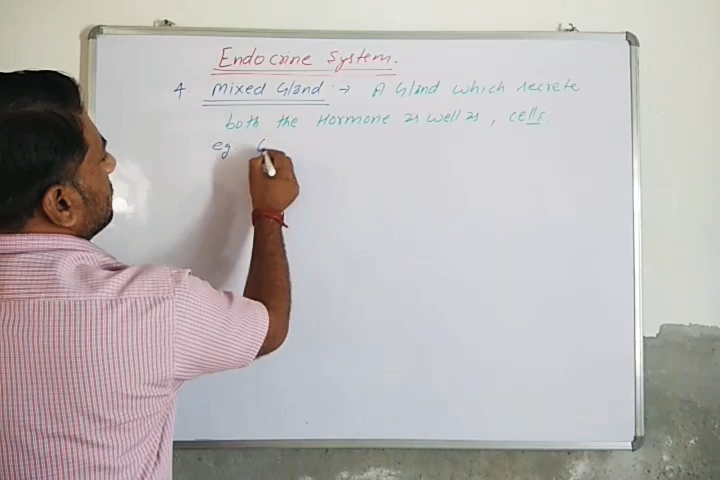 Endocrine System.
4. Mixed Gland :→ A Gland which secrete
both the Hormone as well as, cells.
eg. G